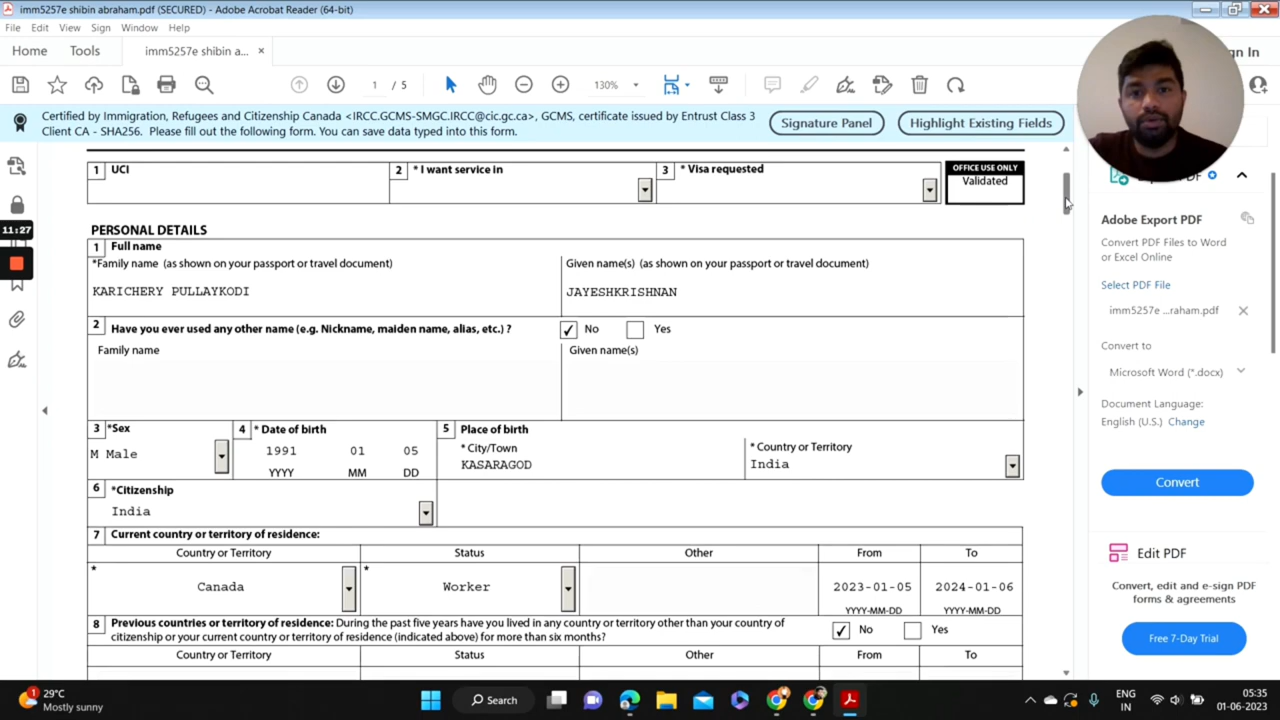 imm5257e shibin abraham.pdf (SECURED) - Adobe Acrobat Reader (64-bit)
File Edit View Sign Window Help
Home Tools imm5257e shibin a... × In
1 / 5 130%
Certified by Immigration, Refugees and Citizenship Canada <IRCC.GCMS-SMGC.IRCC@cic.gc.ca>, GCMS, certificate issued by Entrust Class 3
Client CA - SHA256. Please fill out the following form. You can save data typed into this form.
Signature Panel Highlight Existing Fields
1 UCI 2 * I want service in 3 * Visa requested OFFICE USE ONLY
Validated
PERSONAL DETAILS
1 Full name
*Family name (as shown on your passport or travel document) Given name(s) (as shown on your passport or travel document)
KARICHERY PULLAYKODI JAYESHKRISHNAN
2 Have you ever used any other name (e.g. Nickname, maiden name, alias, etc.) ? No Yes
Family name Given name(s)
3 *Sex 4 * Date of birth 5 Place of birth
M Male 1991 01 05 * City/Town * Country or Territory
YYYY MM DD KASARAGOD India
6 *Citizenship
India
7 Current country or territory of residence:
Country or Territory Status Other From To
* Canada * Worker 2023-01-05 2024-01-06
YYYY-MM-DD YYYY-MM-DD
8 Previous countries or territory of residence: During the past five years have you lived in any country or territory other than your country of
citizenship or your current country or territory of residence (indicated above) for more than six months? No Yes
Country or Territory Status Other From To
11:27
Adobe Export PDF
Convert PDF Files to Word
or Excel Online
Select PDF File
imm5257e ...raham.pdf ×
Convert to
Microsoft Word (*.docx)
Document Language:
English (U.S.) Change
Convert
Edit PDF
Convert, edit and e-sign PDF
forms & agreements
Free 7-Day Trial
1
29°C
Mostly sunny
Search
ENG
IN
05:35
01-06-2023